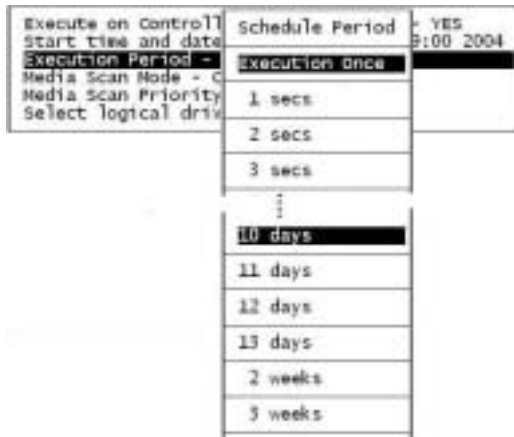 Execute on Controll
- YES
Start time and date
9:00 2004
Execution Period -
Media Scan Mode - C
Media Scan Priority
Select logical driv
Schedule Period
Execution Once
1 secs
2 secs
3 secs
10 days
11 days
12 days
13 days
2 weeks
3 weeks